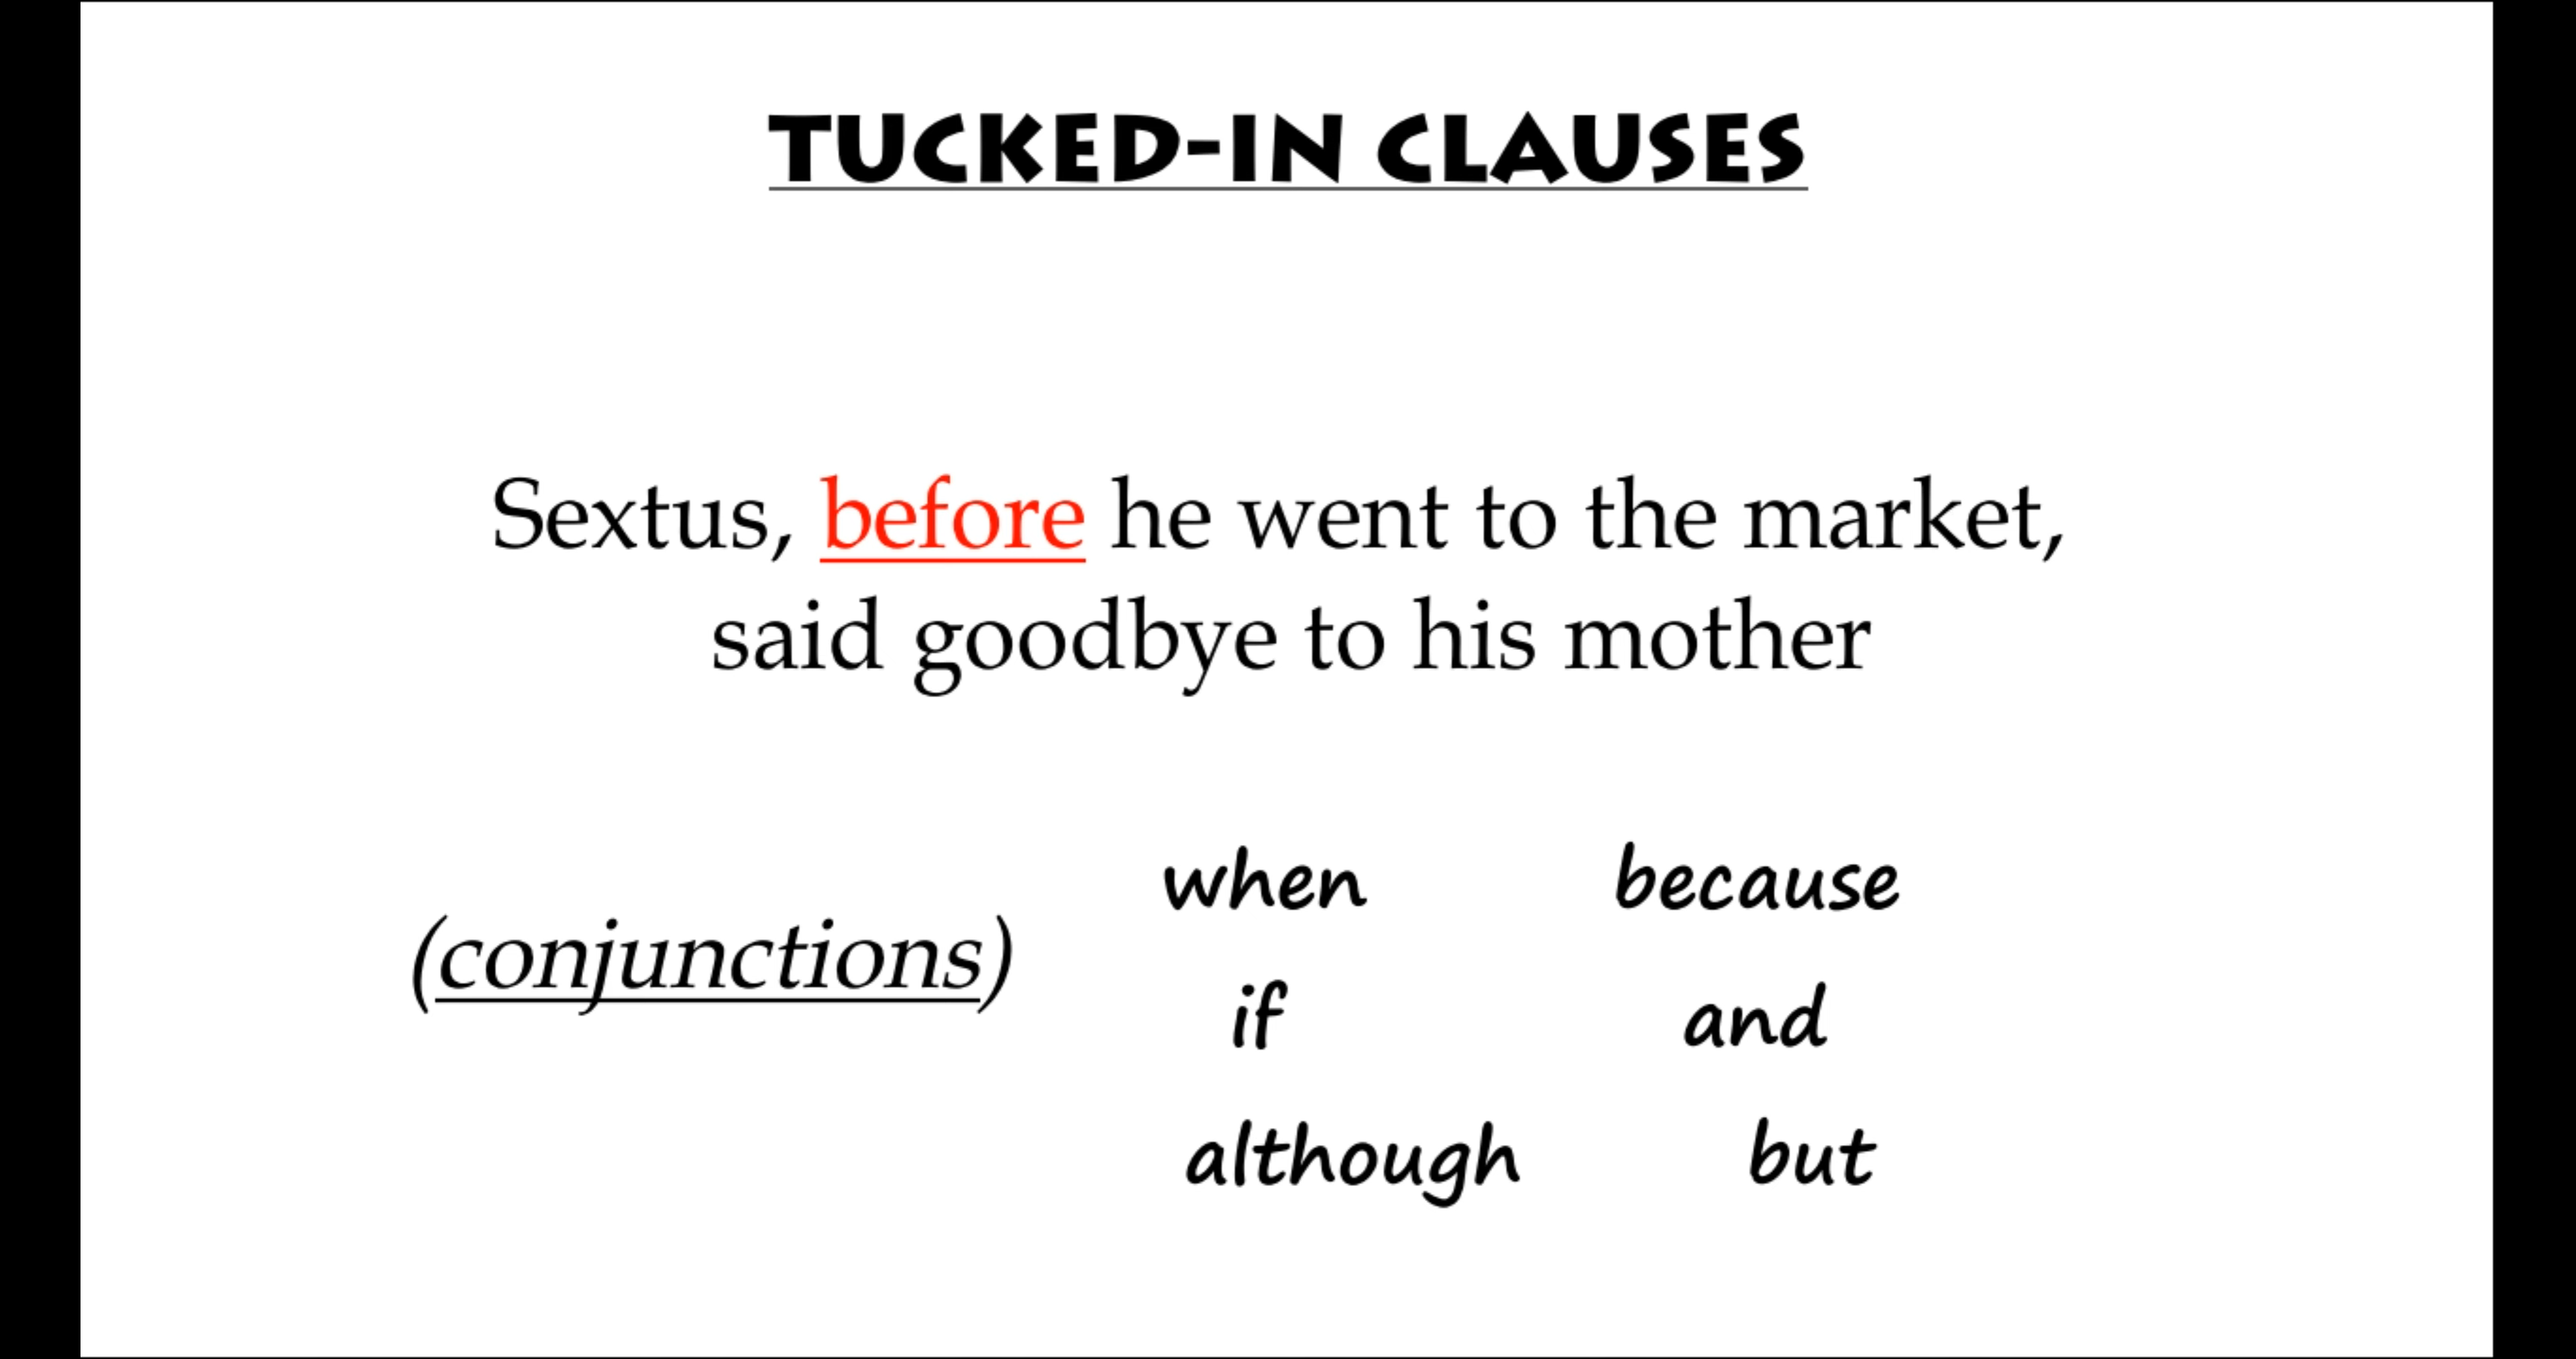 TUCKED-IN CLAUSES
Sextus, before he went to the market,
said goodbye to his mother
(conjunctions)
when because
if and
although but